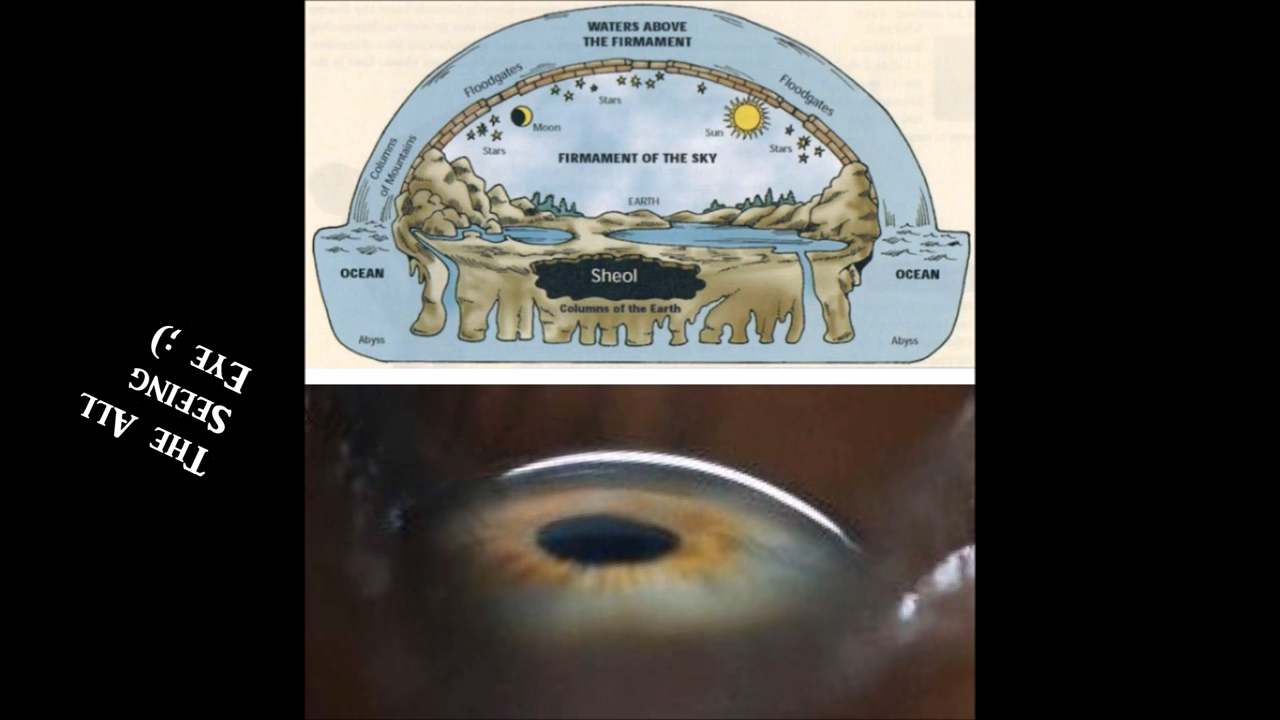 WATERS ABOVE
THE FIRMAMENT
Floodgates
Floodgates
Stars
Moon
Sun
Stars
Stars
Columns
of Mountains
FIRMAMENT OF THE SKY
EARTH
OCEAN
Sheol
OCEAN
Columns of the Earth
Abyss
Abyss
THE ALL
SEEING
EYE ;)